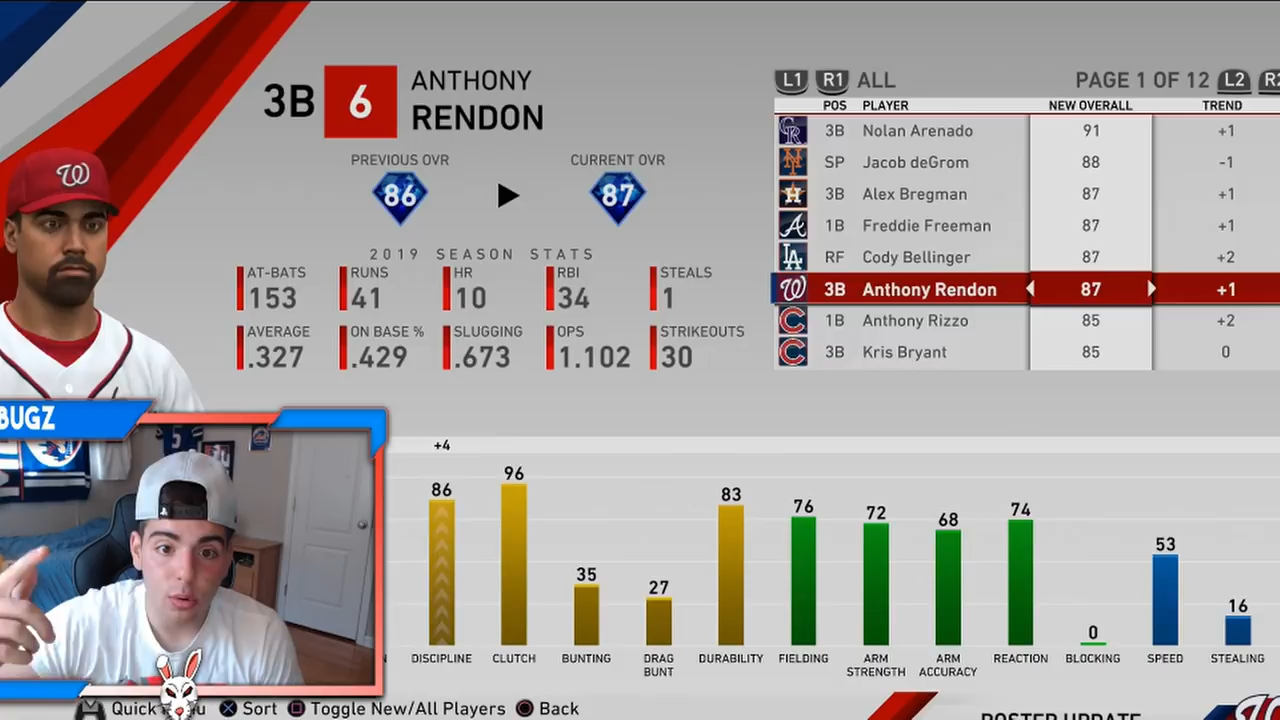 3B 6 ANTHONY RENDON
PREVIOUS OVR CURRENT OVR
86 87
2019 SEASON STATS
AT-BATS RUNS HR RBI STEALS
153 41 10 34 1
AVERAGE ON BASE % SLUGGING OPS STRIKEOUTS
.327 .429 .673 1.102 30
L1 R1 ALL PAGE 1 OF 12 L2 R2
POS PLAYER NEW OVERALL TREND
3B Nolan Arenado 91 +1
SP Jacob deGrom 88 -1
3B Alex Bregman 87 +1
1B Freddie Freeman 87 +1
RF Cody Bellinger 87 +2
3B Anthony Rendon 87 +1
1B Anthony Rizzo 85 +2
3B Kris Bryant 85 0
BUGZ
+4
86 96 35 27 83 76 72 68 74 0 53 16
DISCIPLINE CLUTCH BUNTING DRAG BUNT DURABILITY FIELDING ARM STRENGTH ARM ACCURACY REACTION BLOCKING SPEED STEALING
Quick Sort Toggle New/All Players Back
ROSTER UPDATE